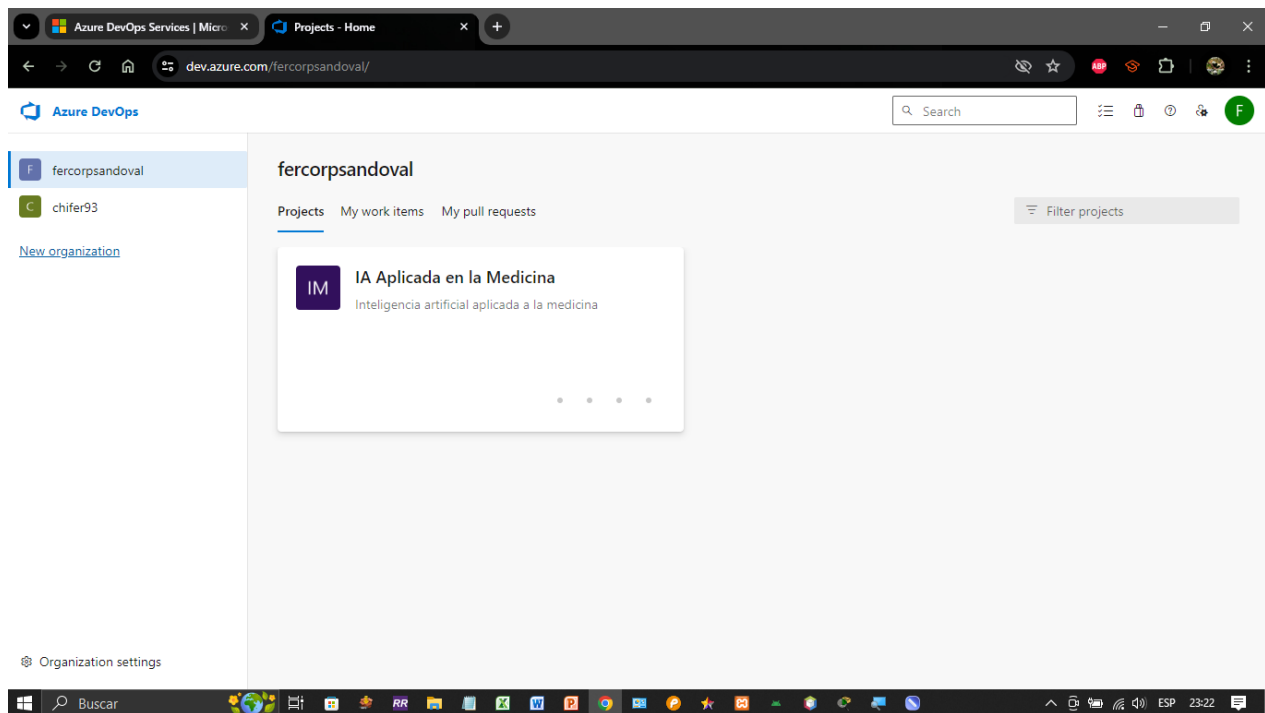 Azure DevOps Services | Micro
Projects - Home
dev.azure.com/fercorpsandoval/
ABP
Azure DevOps
Search
F
F fercorpsandoval
C chifer93
New organization
fercorpsandoval
Projects My work items My pull requests
Filter projects
IM
IA Aplicada en la Medicina
Inteligencia artificial aplicada a la medicina
Organization settings
Buscar
RR
ESP 23:22